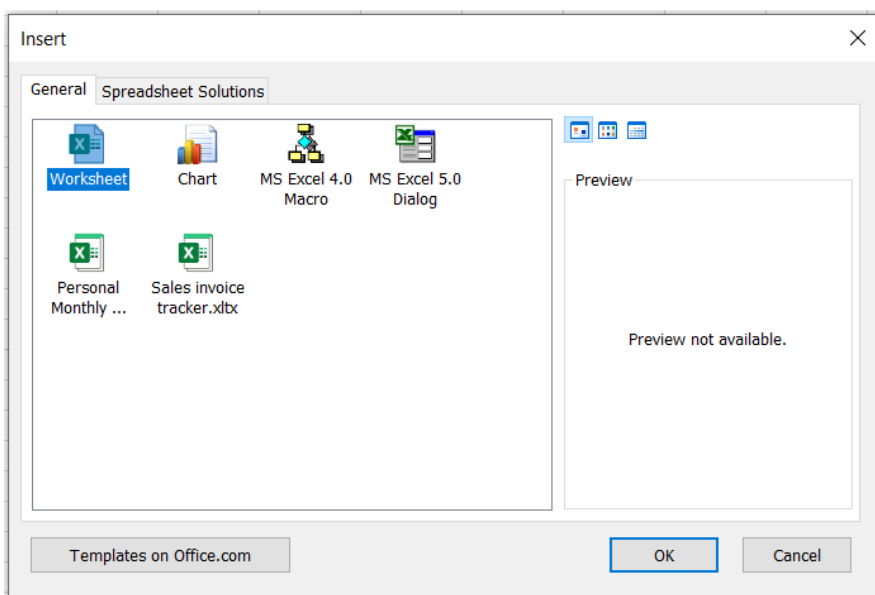 Insert
General
Spreadsheet Solutions
Worksheet
Chart
MS Excel 4.0
Macro
MS Excel 5.0
Dialog
Personal
Monthly ...
Sales invoice
tracker.xltx
Preview
Preview not available.
Templates on Office.com
OK
Cancel